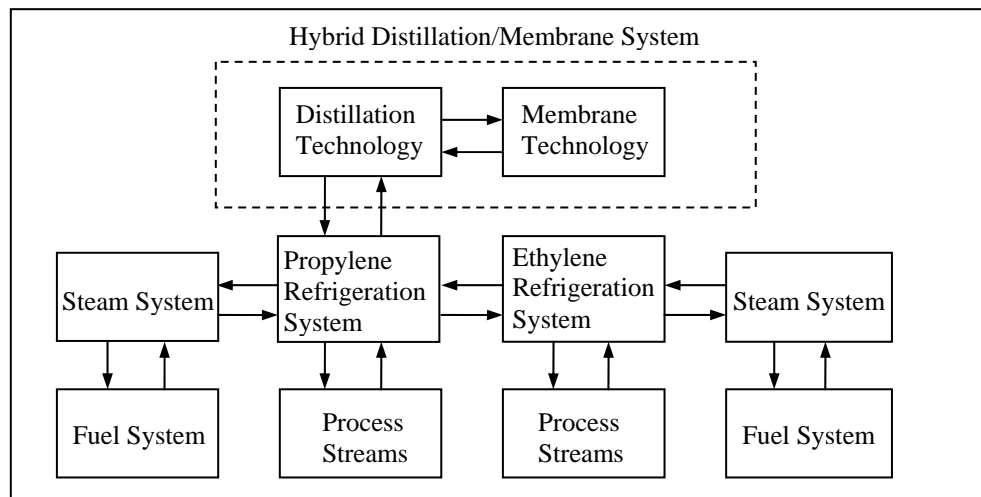 Hybrid Distillation/Membrane System
Distillation
Technology
Membrane
Technology
Steam System
Propylene
Refrigeration
System
Ethylene
Refrigeration
System
Steam System
Fuel System
Process
Streams
Process
Streams
Fuel System